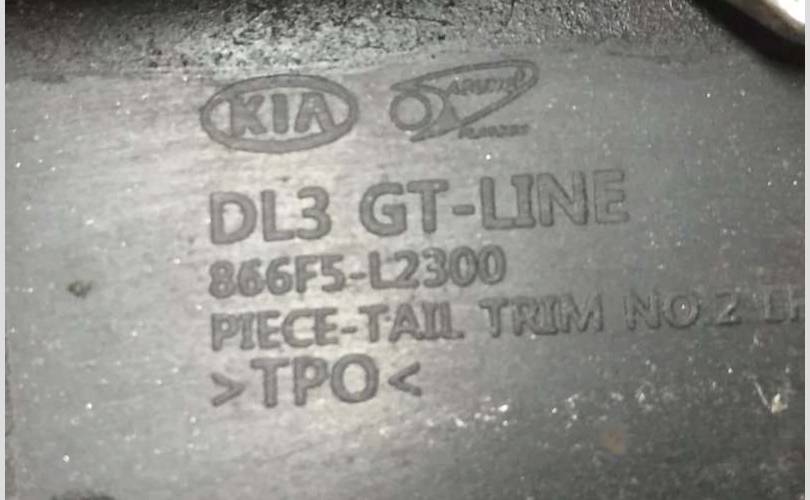 KIA
DL3 GT-LINE
866F5-L2300
PIECE-TAIL TRIM NO.2
>TPO<